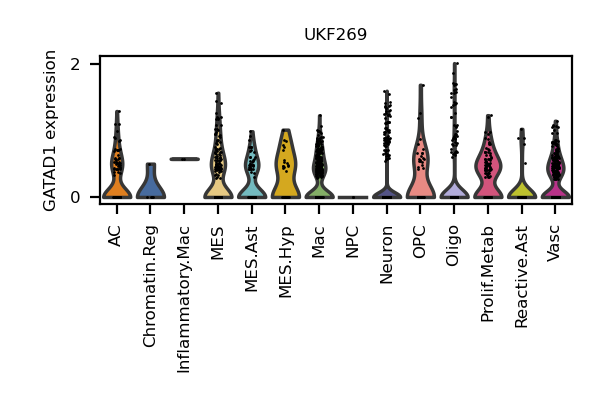 UKF269
GATAD1 expression
2
0
AC
Chromatin.Reg
Inflammatory.Mac
MES
MES.Ast
MES.Hyp
Mac
NPC
Neuron
OPC
Oligo
Prolif.Metab
Reactive.Ast
Vasc